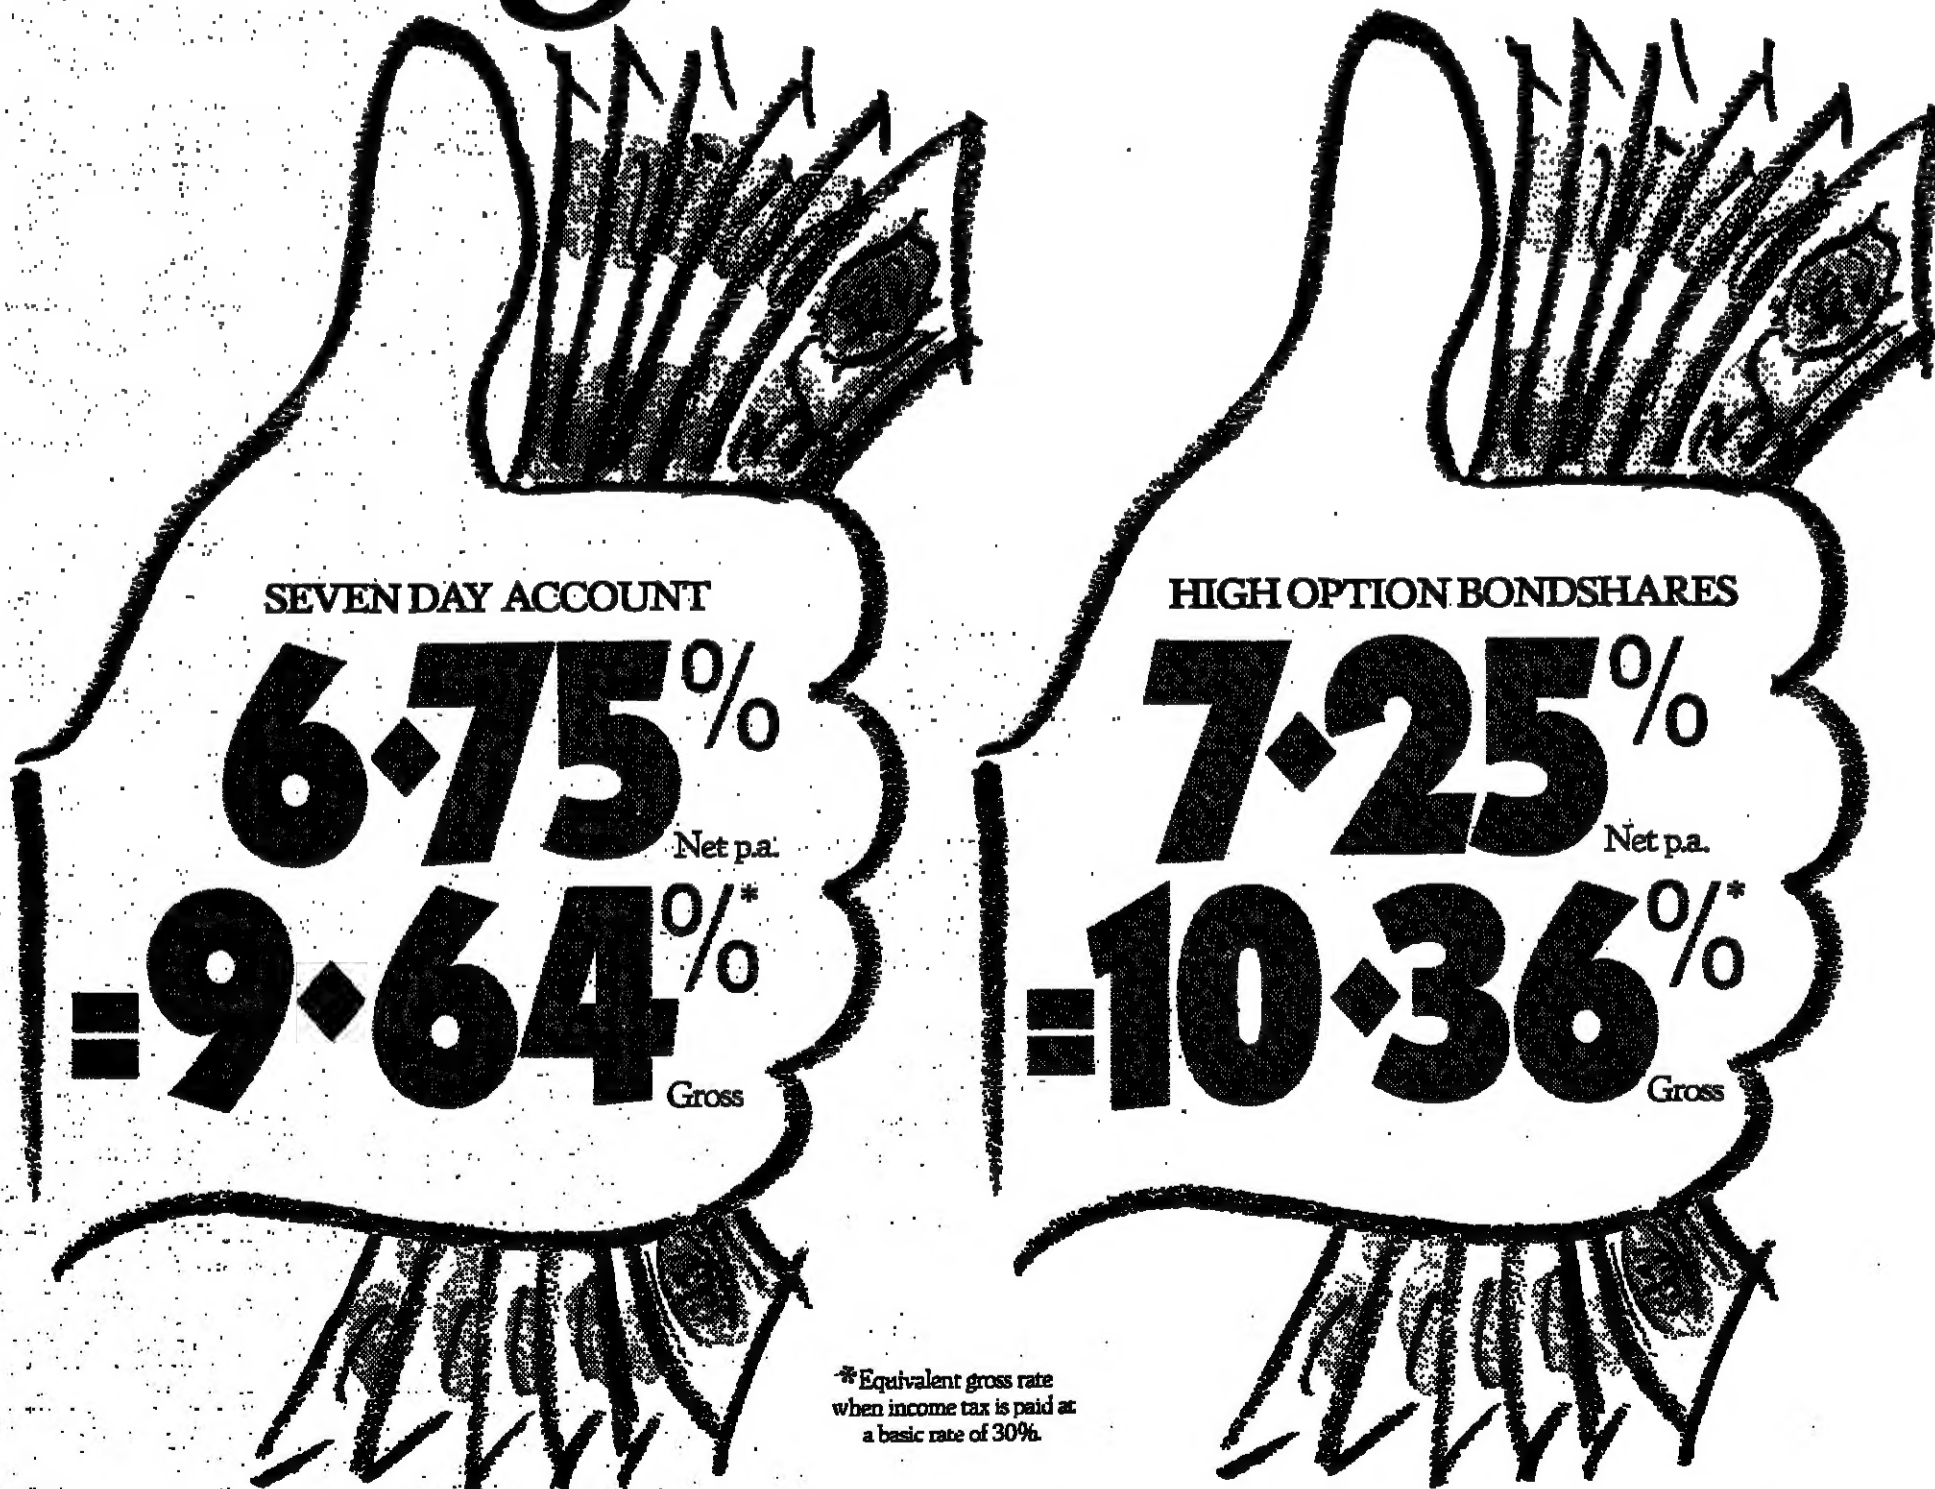 SEVEN DAY ACCOUNT
6·75%
Net p.a.
=9·64%*
Gross
HIGH OPTION BONDSHARES
7·25%
Net p.a.
=10·36%*
Gross
*Equivalent gross rate
when income tax is paid at
a basic rate of 30%.